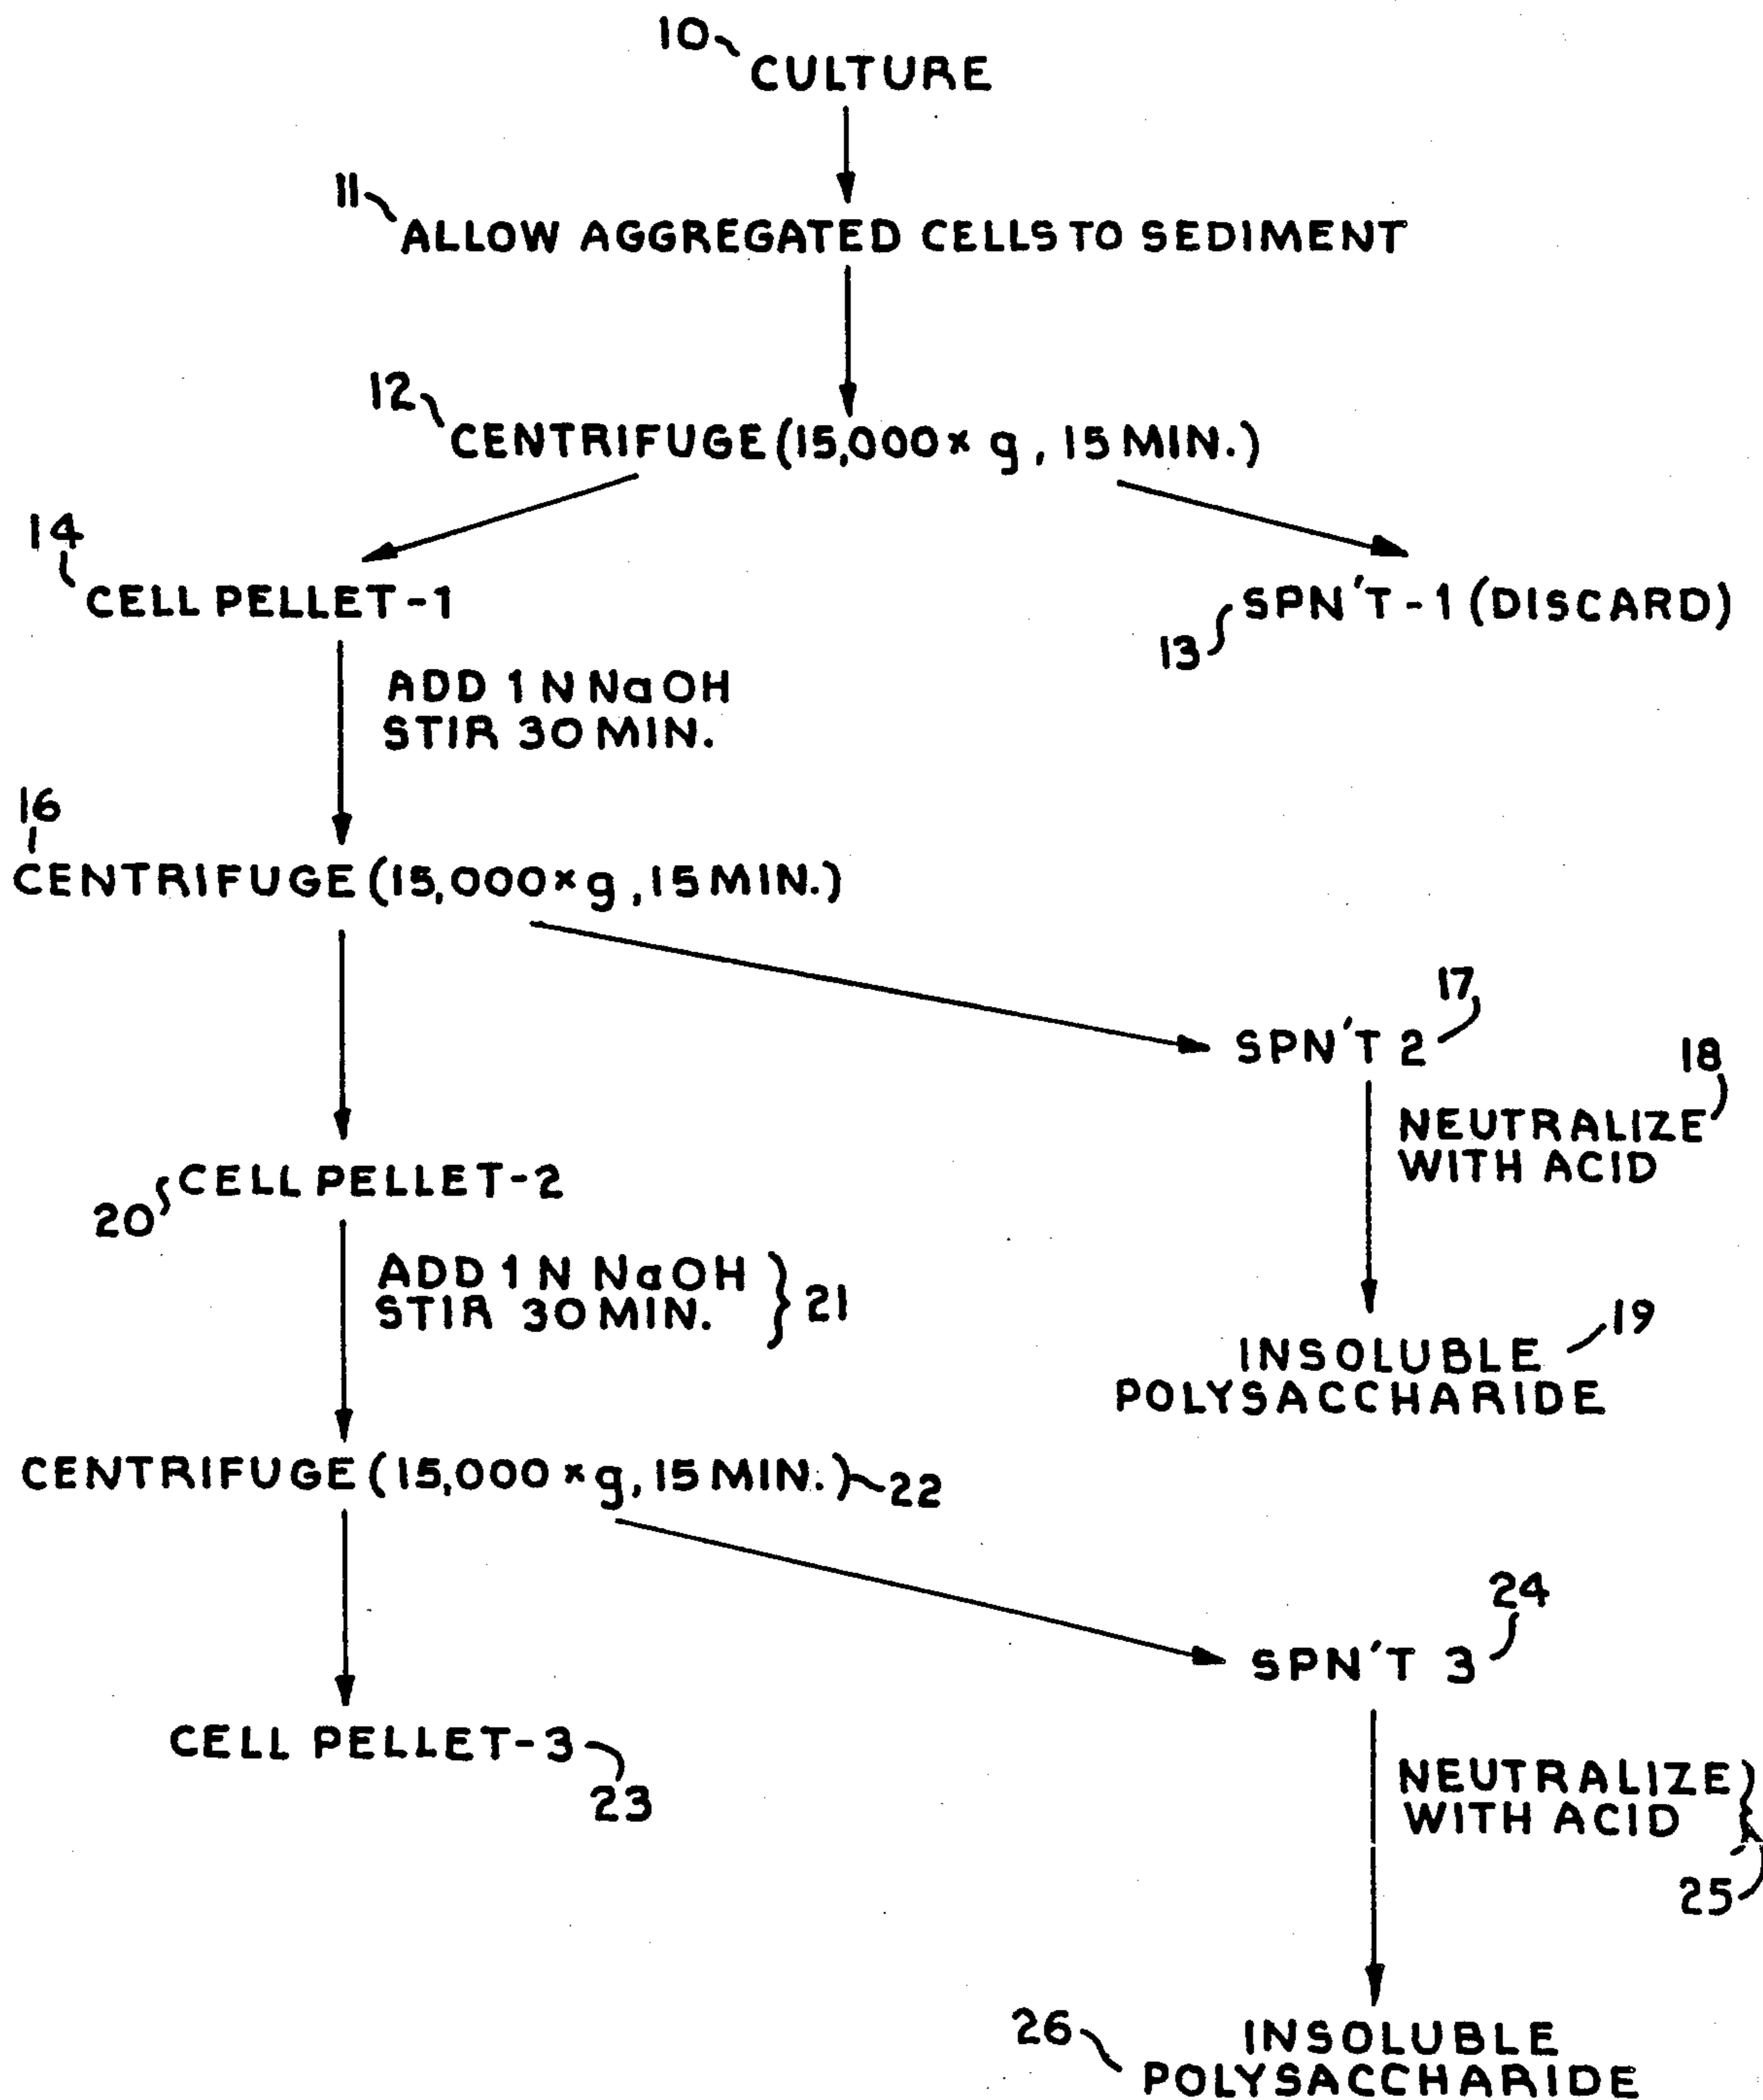 10
CULTURE
11
ALLOW AGGREGATED CELLS TO SEDIMENT
12
CENTRIFUGE (15,000 x g, 15 MIN.)
14
CELL PELLET-1
SPN'T-1 (DISCARD)
13
ADD 1 N NaOH
STIR 30 MIN.
16
CENTRIFUGE (15,000 x g, 15 MIN.)
17
SPN'T 2
18
NEUTRALIZE
WITH ACID
CELL PELLET-2
20
ADD 1 N NaOH
STIR 30 MIN.
21
19
INSOLUBLE
POLYSACCHARIDE
CENTRIFUGE (15,000 x g, 15 MIN.)
22
24
SPN'T 3
CELL PELLET-3
23
NEUTRALIZE
WITH ACID
25
26
INSOLUBLE
POLYSACCHARIDE